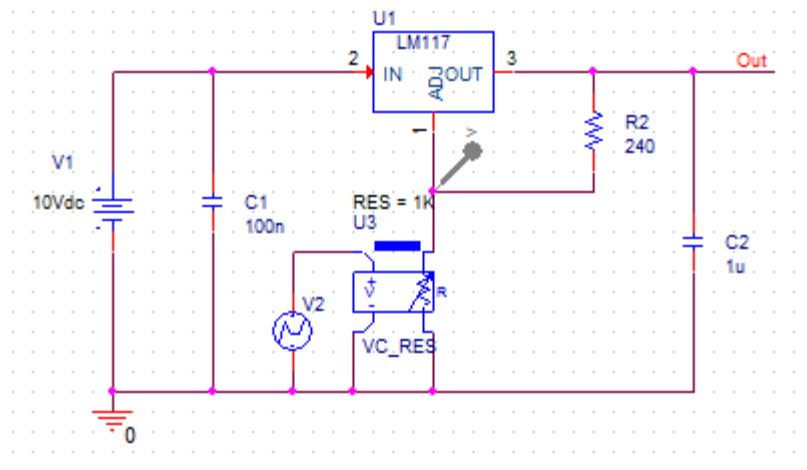 U1
LM117
2
IN
ADJ
OUT
3
Out
1
V
R2
240
V1
10Vdc
C1
100n
RES = 1K
U3
V+
-
R
V2
VC_RES
C2
1u
0